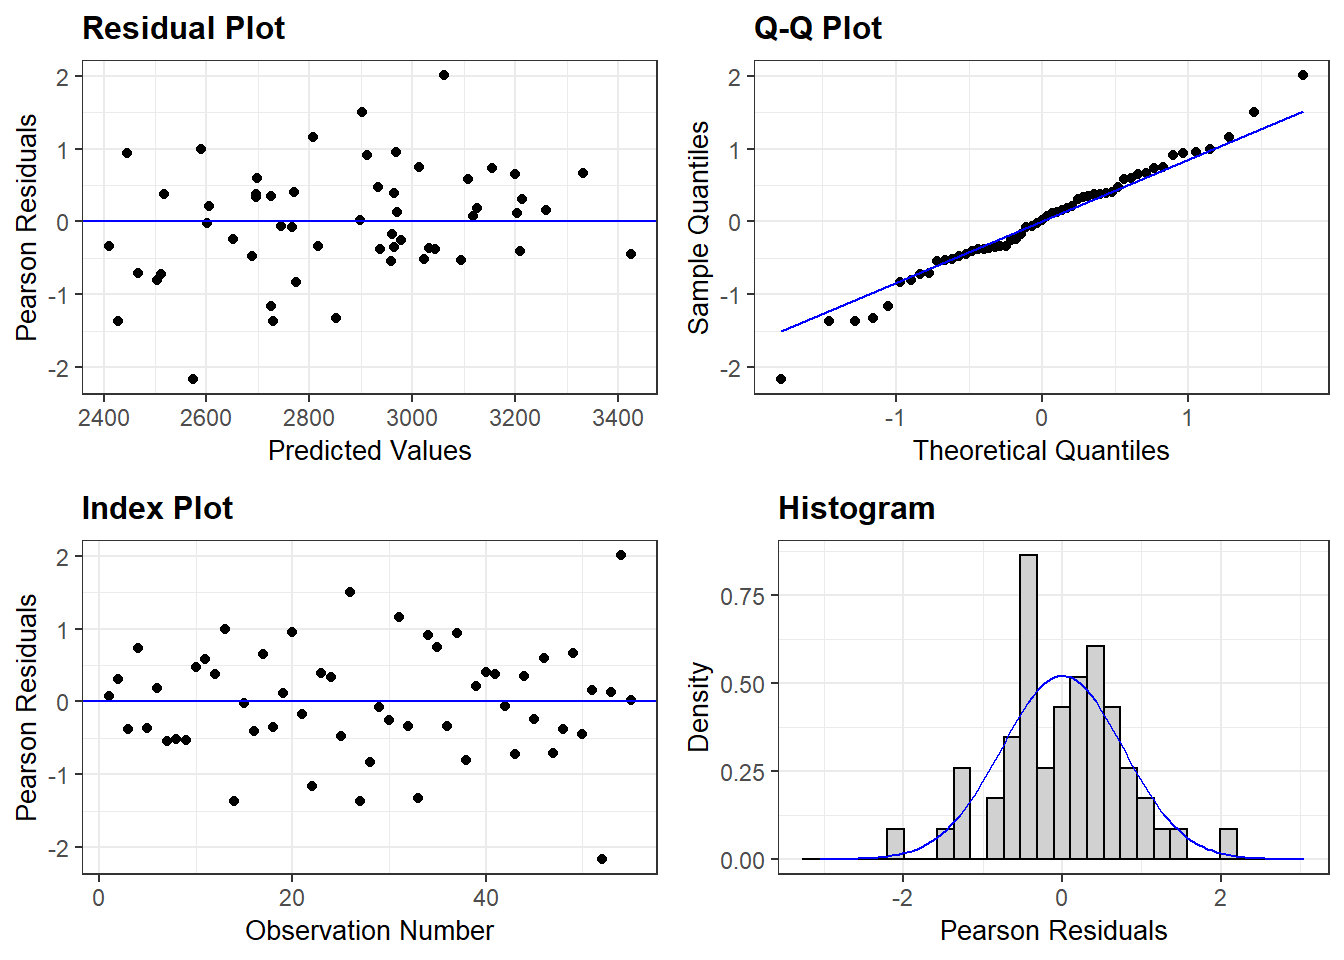 Residual Plot
Pearson Residuals
2
1
0
-1
-2
2400 2600 2800 3000 3200 3400
Predicted Values
Q-Q Plot
Sample Quantiles
2
1
0
-1
-2
-1 0 1
Theoretical Quantiles
Index Plot
Pearson Residuals
2
1
0
-1
-2
0 20 40
Observation Number
Histogram
Density
0.75
0.50
0.25
0.00
-2 0 2
Pearson Residuals